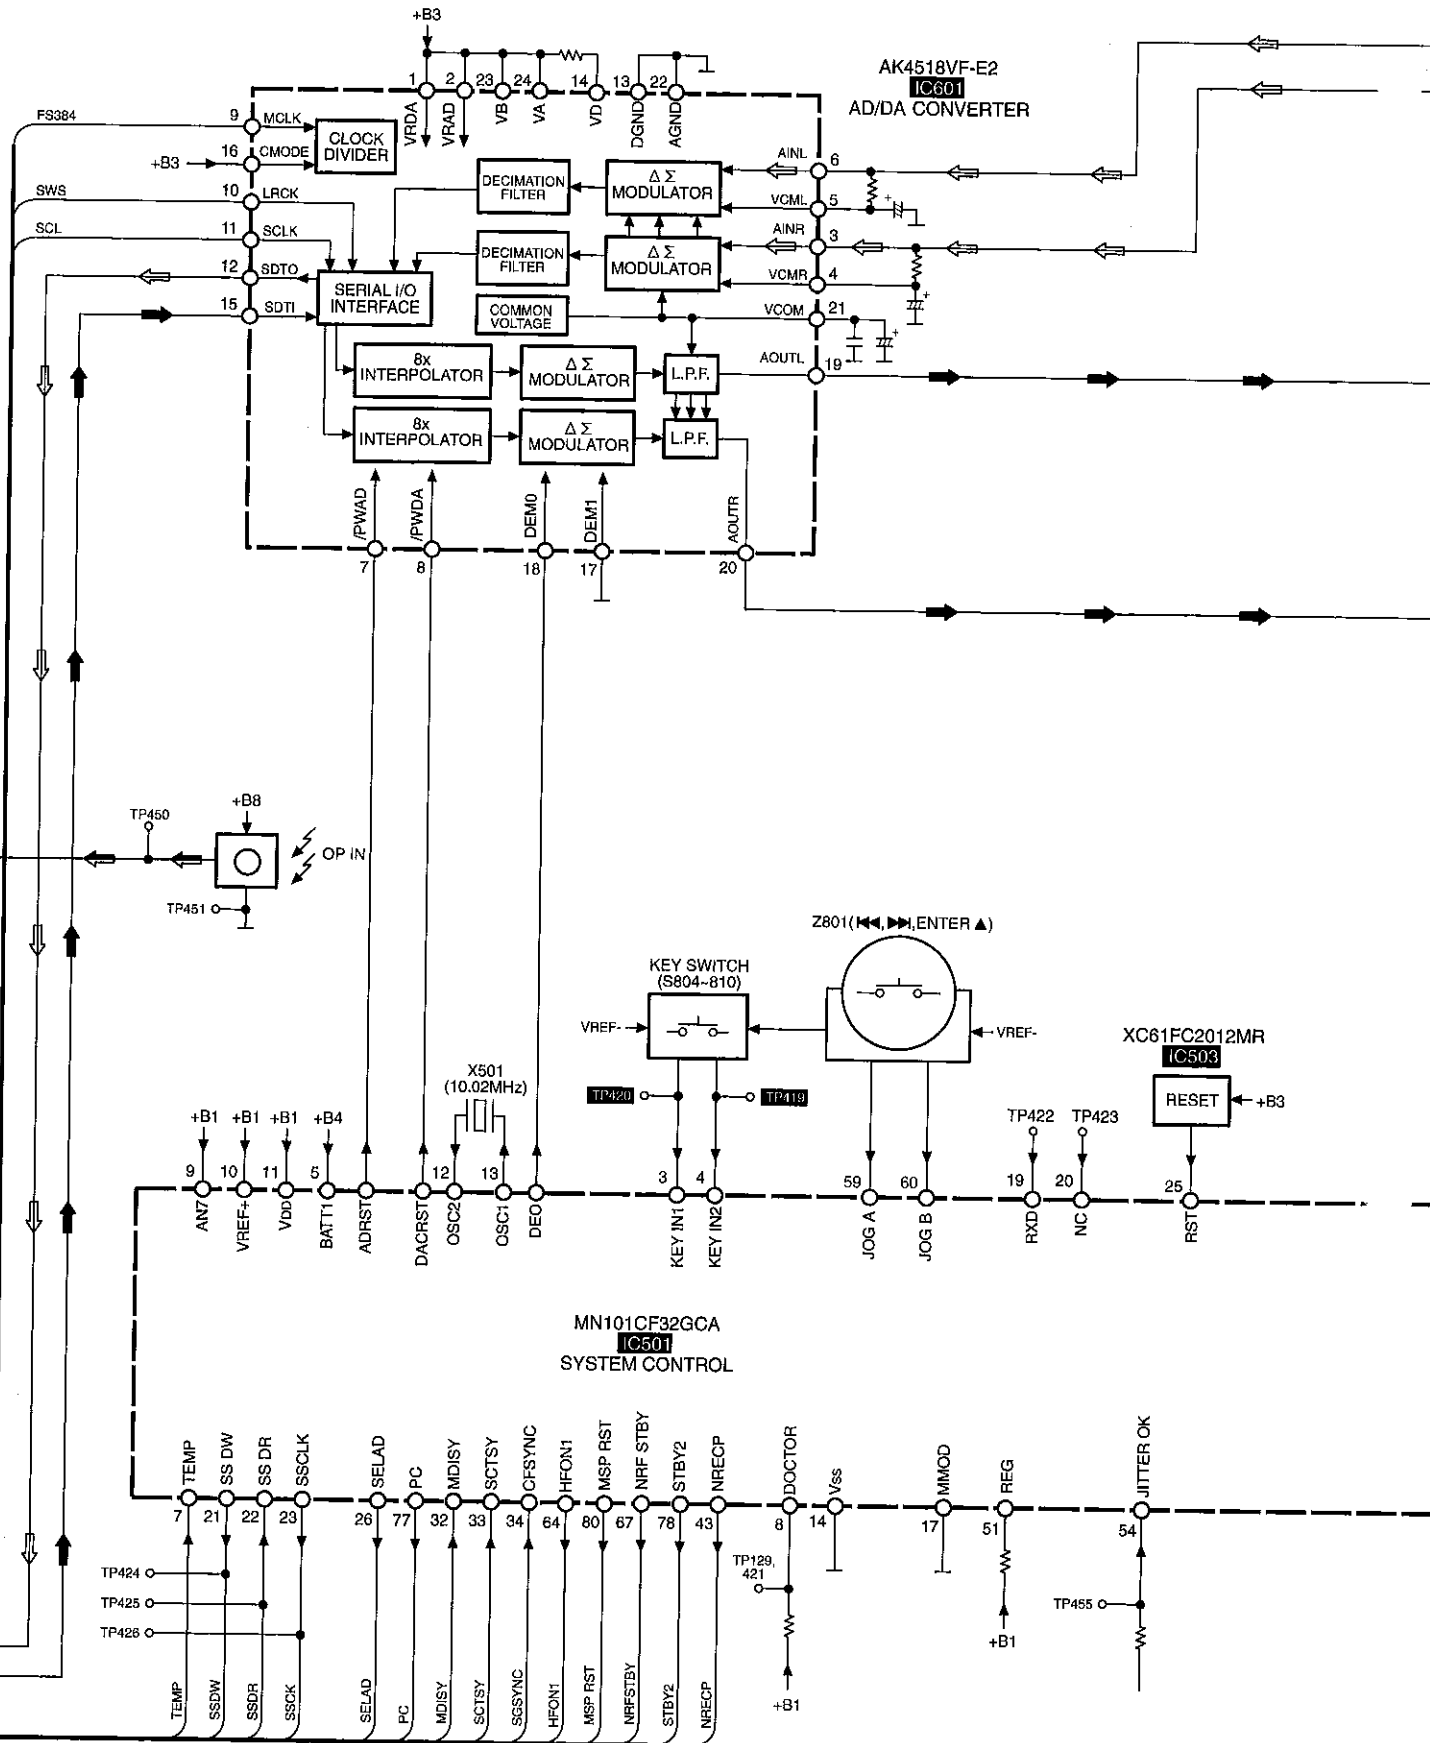 +B3
AK4518VF-E2
IC601
AD/DA CONVERTER
1 2 23 24 14 13 22
VRDA VRAD VB VA VD DGND AGND
FS384 9 MCLK
CLOCK DIVIDER
+B3 16 CMODE
SWS 10 LRCK
SCL 11 SCLK
12 SDTO
15 SDTI
SERIAL I/O INTERFACE
DECIMATION FILTER
Δ Σ MODULATOR
AINL 6
VCML 5
DECIMATION FILTER
Δ Σ MODULATOR
AINR 3
VCMR 4
+
+
COMMON VOLTAGE
VCOM 21
+
8x INTERPOLATOR
Δ Σ MODULATOR
L.P.F.
AOUTL 19
8x INTERPOLATOR
Δ Σ MODULATOR
L.P.F.
/PWAD /PWDA DEM0 DEM1 AOUTR
7 8 18 17 20
TP450
+B8
OP IN
TP451
Z801(⏮,⏭,ENTER ▲)
KEY SWITCH
(S804~810)
VREF-
VREF-
XC61FC2012MR
IC503
RESET
+B3
X501
(10.02MHz)
TP420
TP419
TP422 TP423
+B1 +B1 +B1 +B4
9 10 11 5 12 13 3 4 59 60 19 20 25
AN7 VREF+ VDD BATT1 ADRST DACRST OSC2 OSC1 DEO KEY IN1 KEY IN2 JOG A JOG B RXD NC RST
MN101CF32GCA
IC501
SYSTEM CONTROL
TEMP SS DW SS DR SSCLK SELAD PC MDISY SCTSY CFSYNC HFON1 MSP RST NRF STBY STBY2 NRECP DOCTOR Vss MMOD REG JITTER OK
7 21 22 23 26 77 32 33 34 64 80 67 78 43 8 14 17 51 54
TP424
TP425
TP426
TP129,
421
TP455
+B1
+B1
TEMP SSDW SSDR SSCK SELAD PC MDISY SCTSY SGSYNC HFON1 MSP RST NRFSTBY STBY2 NRECP